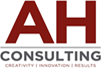 AH
CONSULTING
CREATIVITY | INNOVATION | RESULTS